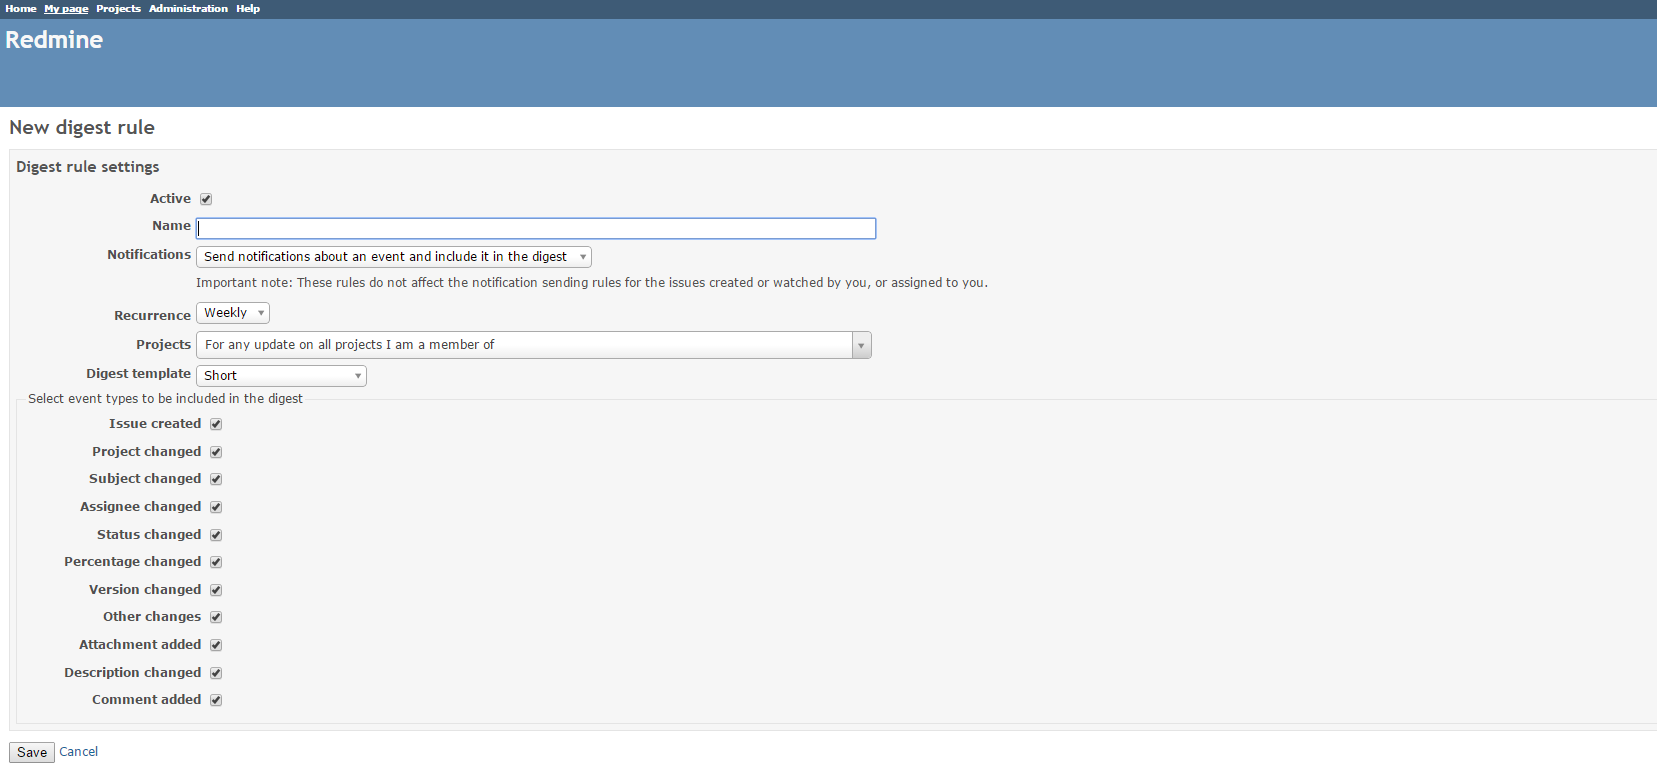 Home My page Projects Administration Help
Redmine
New digest rule
Digest rule settings
Active
Name
Notifications Send notifications about an event and include it in the digest
Important note: These rules do not affect the notification sending rules for the issues created or watched by you, or assigned to you.
Recurrence Weekly
Projects For any update on all projects I am a member of
Digest template Short
Select event types to be included in the digest
Issue created
Project changed
Subject changed
Assignee changed
Status changed
Percentage changed
Version changed
Other changes
Attachment added
Description changed
Comment added
Save Cancel